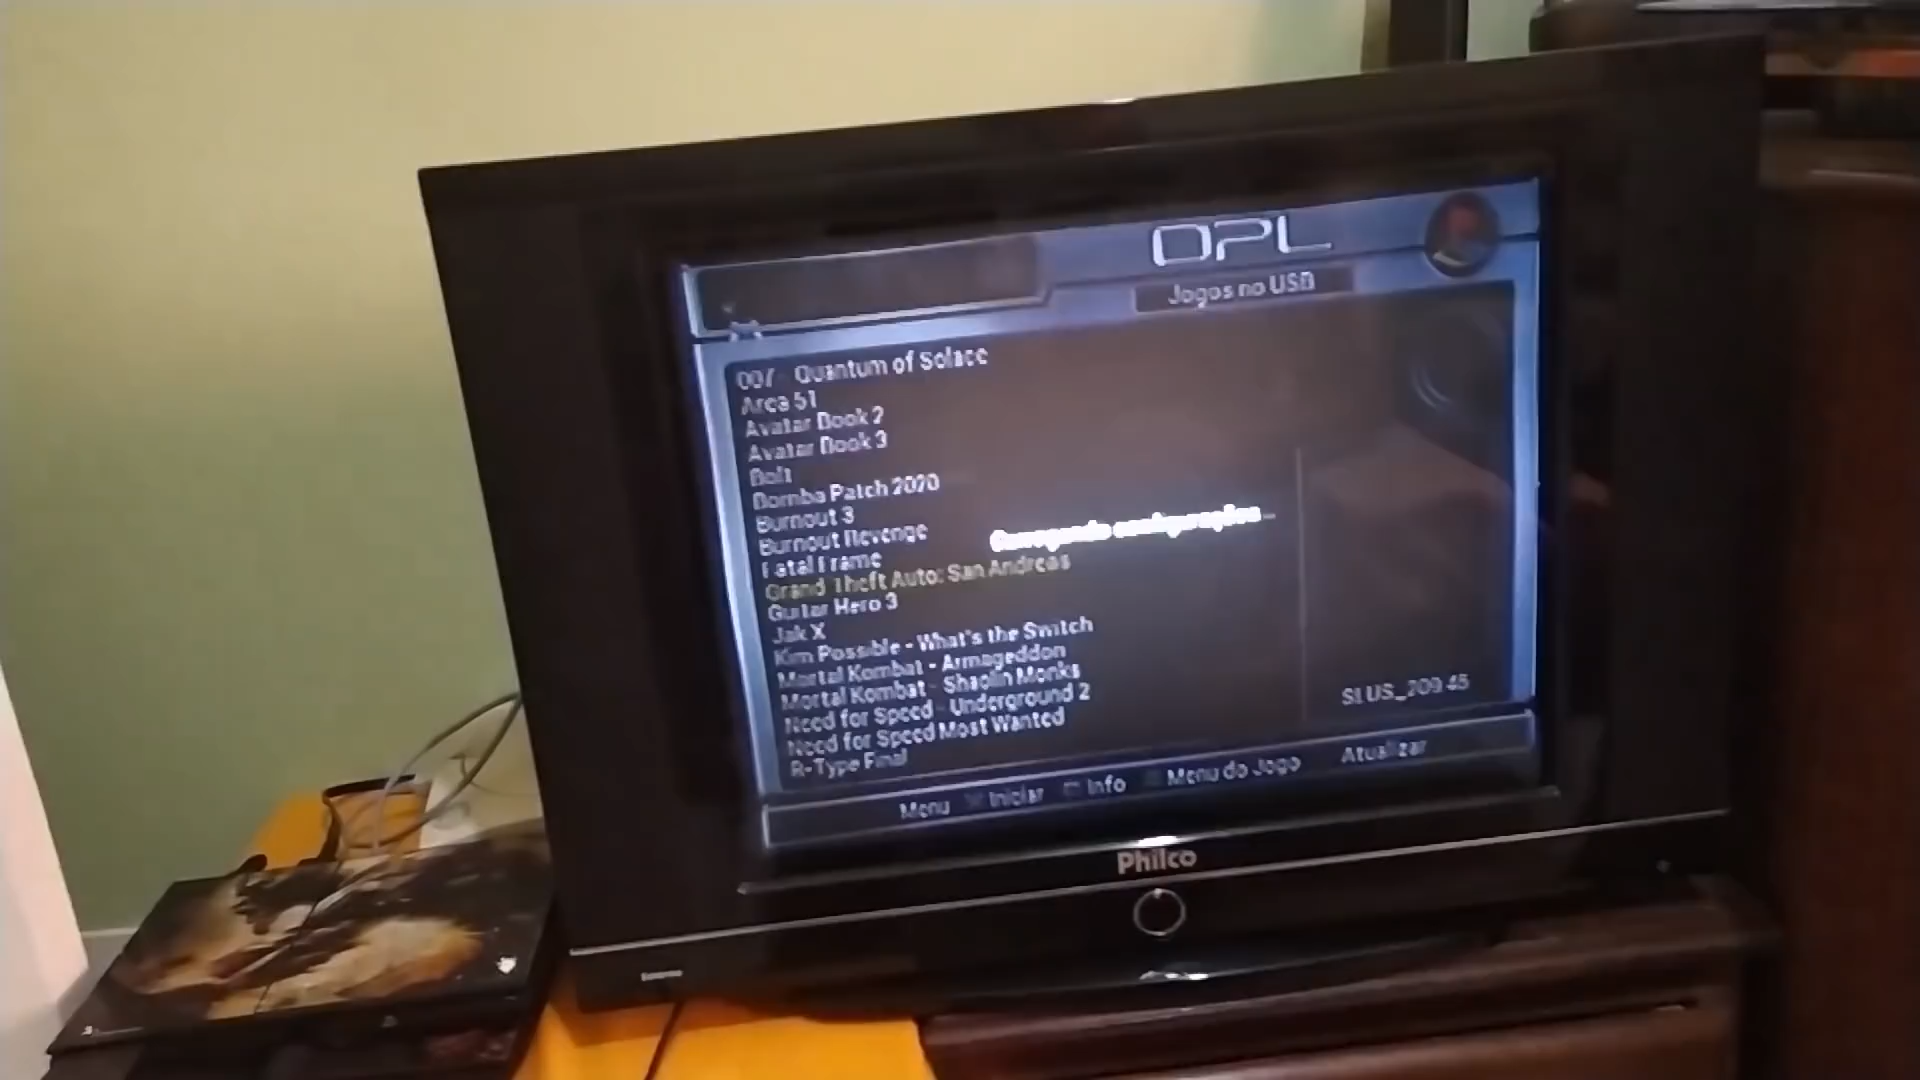 OPL
Jogos no USB
007 - Quantum of Solace
Area 51
Avatar Book 2
Avatar Book 3
Bolt
Bomba Patch 2020
Burnout 3
Burnout Revenge
Carregando configurações...
Fatal Frame
Grand Theft Auto: San Andreas
Guitar Hero 3
Jak X
Kim Possible - What's the Switch
Mortal Kombat - Armageddon
Mortal Kombat - Shaolin Monks
Need for Speed - Underground 2
Need for Speed Most Wanted
R-Type Final
SLUS_209.45
Menu Iniciar Info Menu do Jogo Atualizar
Philco